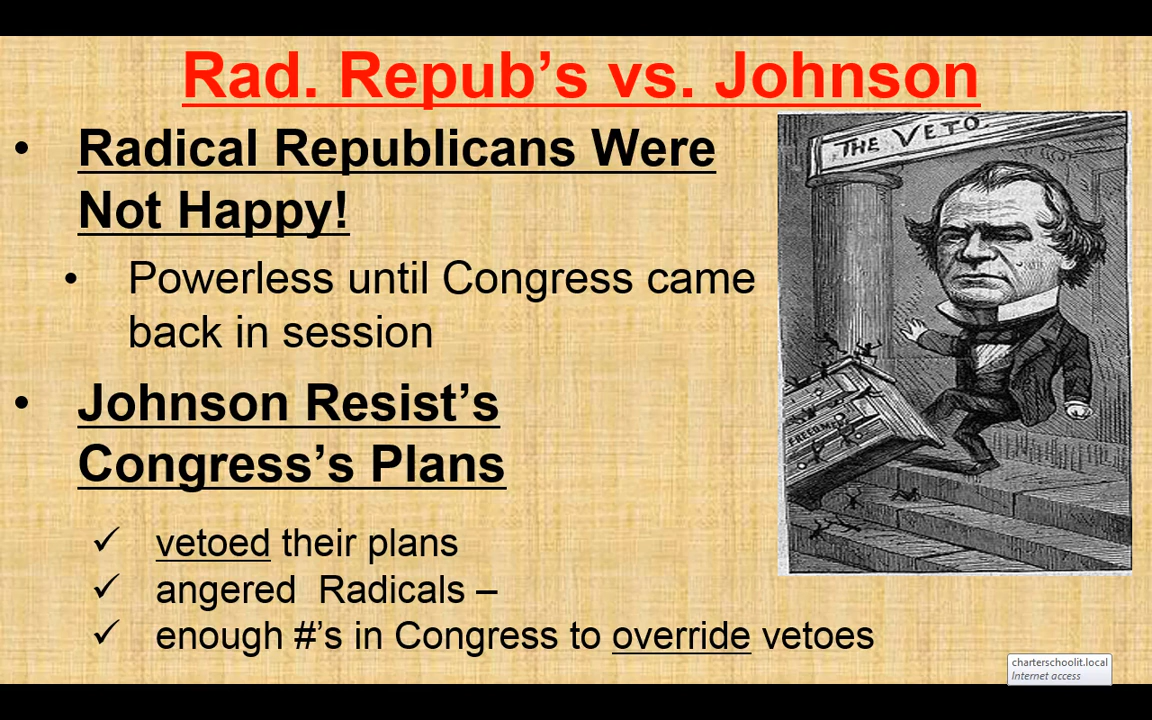 Rad. Repub’s vs. Johnson
• Radical Republicans Were
Not Happy!
• Powerless until Congress came
back in session
• Johnson Resist’s
Congress’s Plans
✓ vetoed their plans
✓ angered Radicals –
✓ enough #’s in Congress to override vetoes
THE VETO
charterschoolit.local
Internet access